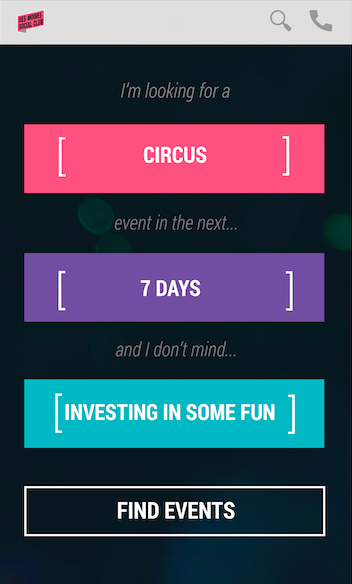 DES MOINES
SOCIAL CLUB
I'm looking for a
[ CIRCUS ]
event in the next...
[ 7 DAYS ]
and I don't mind...
[ INVESTING IN SOME FUN ]
FIND EVENTS